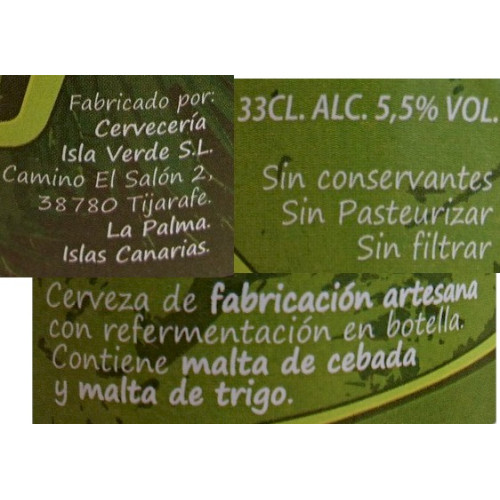 Fabricado por:
Cervecería
Isla Verde S.L.
Camino El Salón 2,
38780 Tijarafe.
La Palma.
Islas Canarias.
33CL. ALC. 5,5% VOL.
Sin conservantes
Sin Pasteurizar
Sin filtrar
Cerveza de fabricación artesana
con refermentación en botella.
Contiene malta de cebada
y malta de trigo.